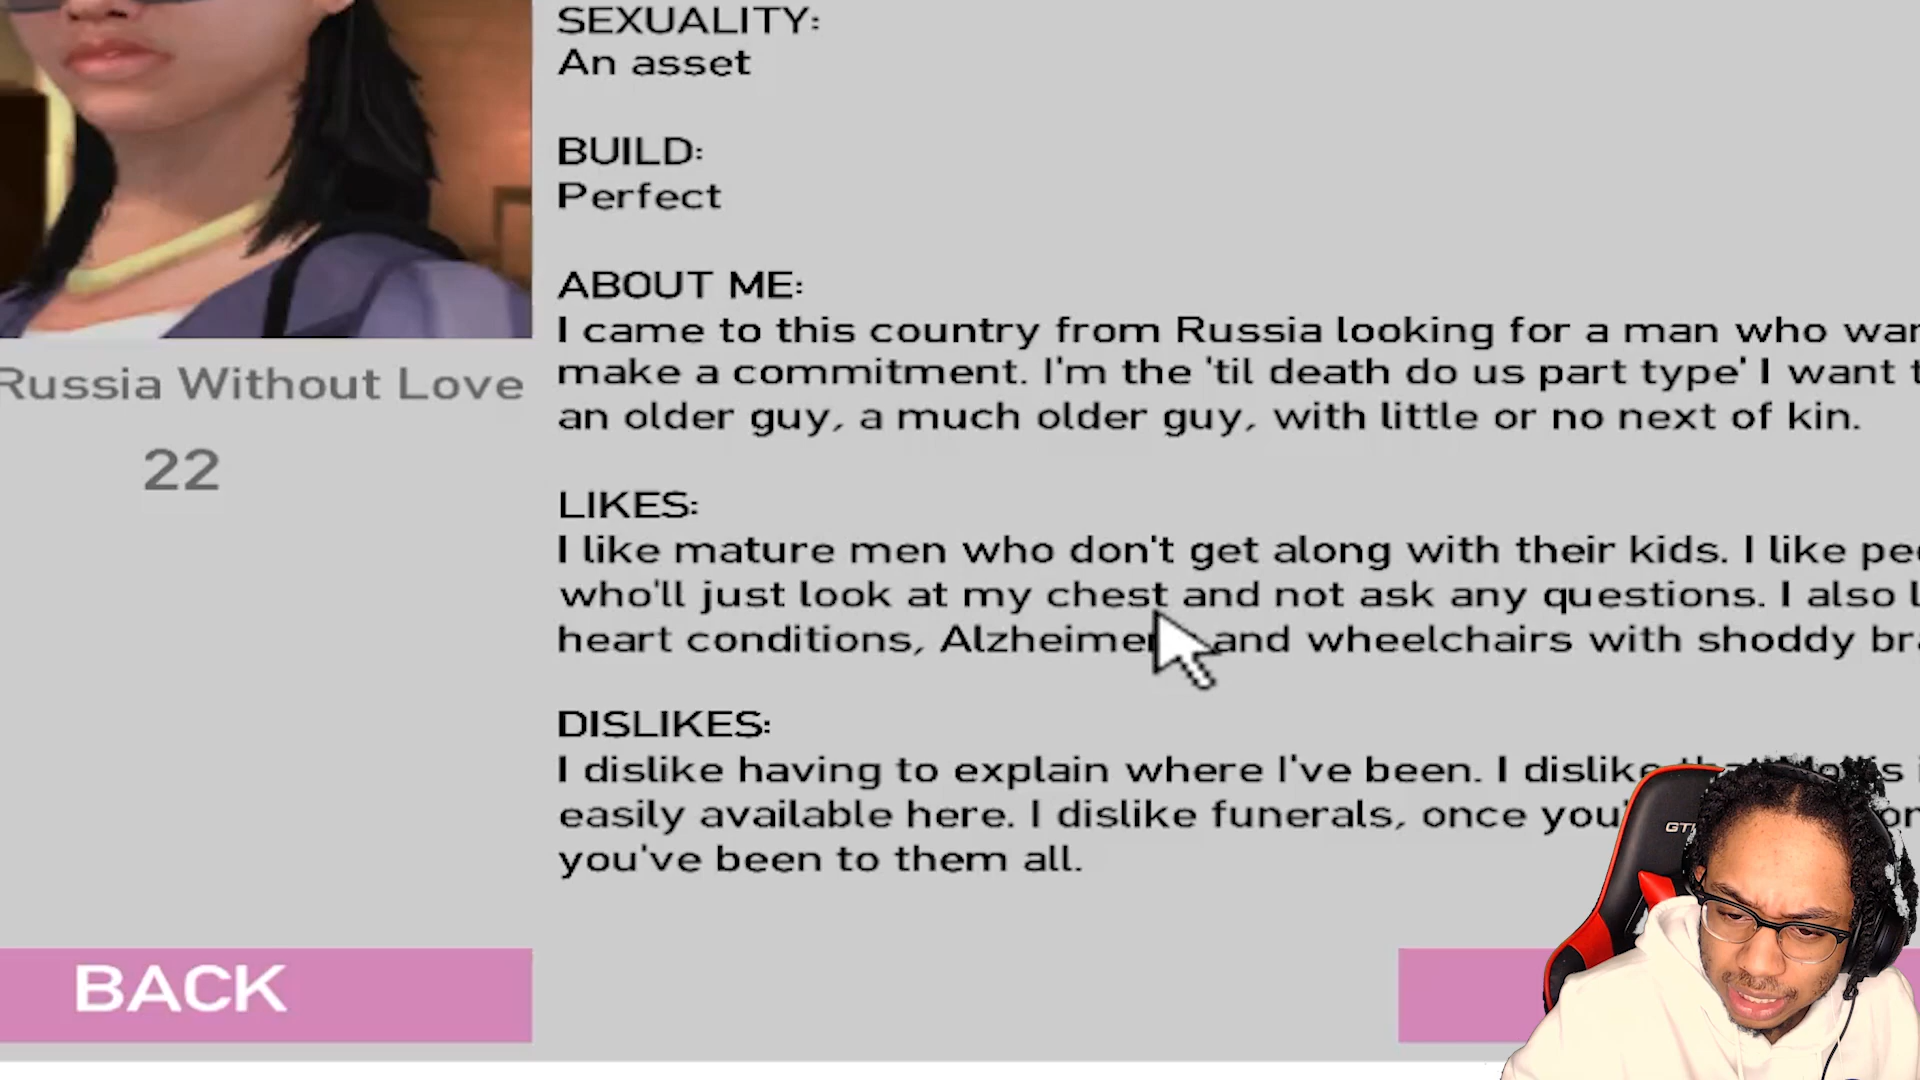 SEXUALITY:
An asset
BUILD:
Perfect
ABOUT ME:
I came to this country from Russia looking for a man who
make a commitment. I'm the 'til death do us part type' I want
an older guy, a much older guy, with little or no next of kin.
Russia Without Love
22
LIKES:
I like mature men who don't get along with their kids. I like
who'll just look at my chest and not ask any questions. I also
heart conditions, and wheelchairs with shoddy
DISLIKES:
I dislike having to explain where I've been. I dislike
easily available here. I dislike funerals, once
you've been to them all.
BACK